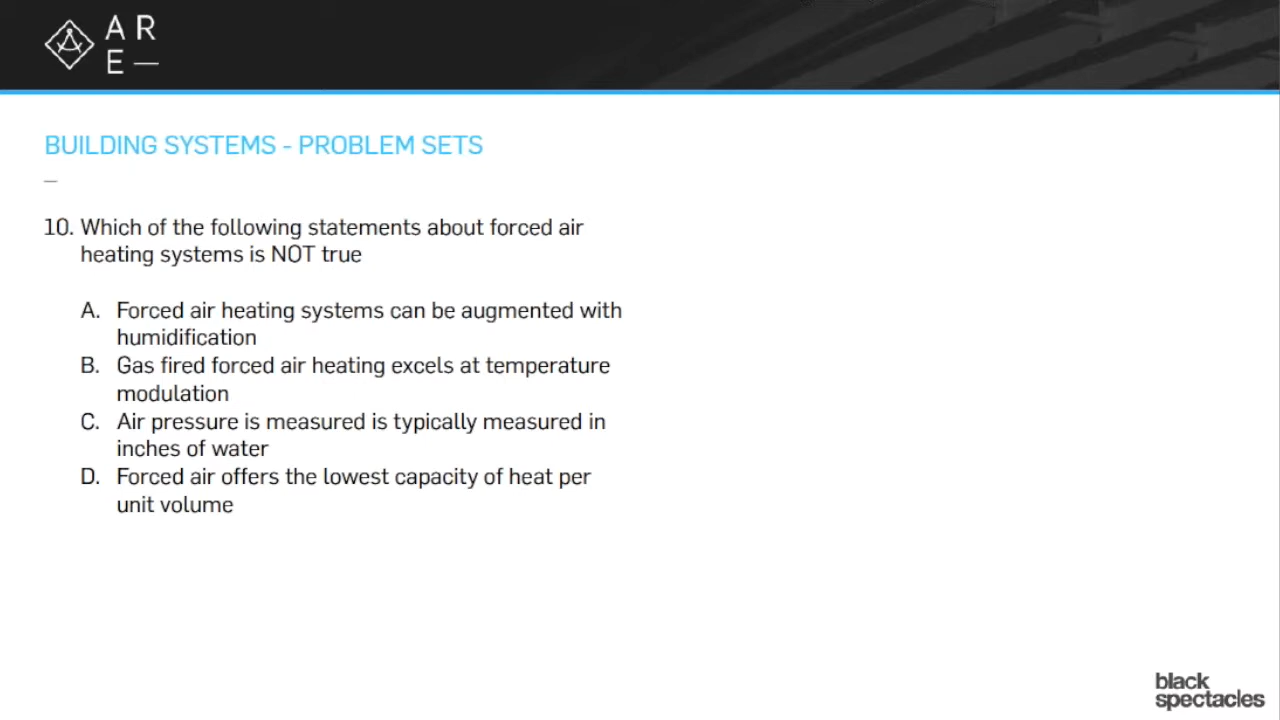 A R
E —
BUILDING SYSTEMS - PROBLEM SETS
—
10. Which of the following statements about forced air
heating systems is NOT true
A. Forced air heating systems can be augmented with
humidification
B. Gas fired forced air heating excels at temperature
modulation
C. Air pressure is measured is typically measured in
inches of water
D. Forced air offers the lowest capacity of heat per
unit volume
black
spectacles